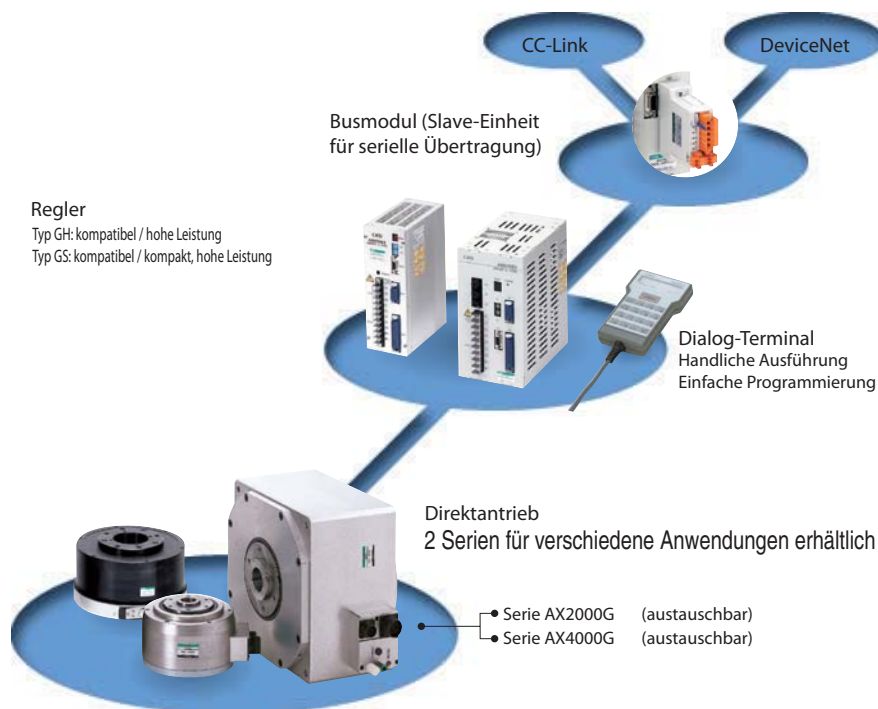 CC-Link
DeviceNet
Busmodul (Slave-Einheit
für serielle Übertragung)
Regler
Typ GH: kompatibel / hohe Leistung
Typ GS: kompatibel / kompakt, hohe Leistung
Dialog-Terminal
Handliche Ausführung
Einfache Programmierung
Direktantrieb
2 Serien für verschiedene Anwendungen erhältlich
Serie AX2000G (austauschbar)
Serie AX4000G (austauschbar)